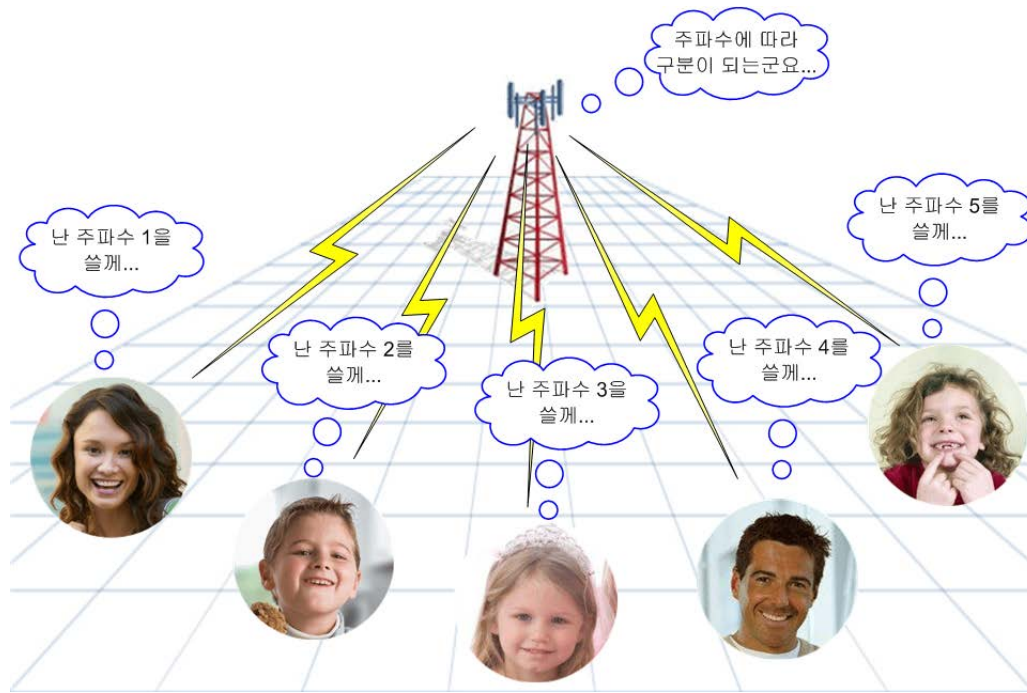 주파수에 따라
구분이 되는군요...
난 주파수 1을
쓸께...
난 주파수 2를
쓸께...
난 주파수 3을
쓸께...
난 주파수 4를
쓸께...
난 주파수 5를
쓸께...